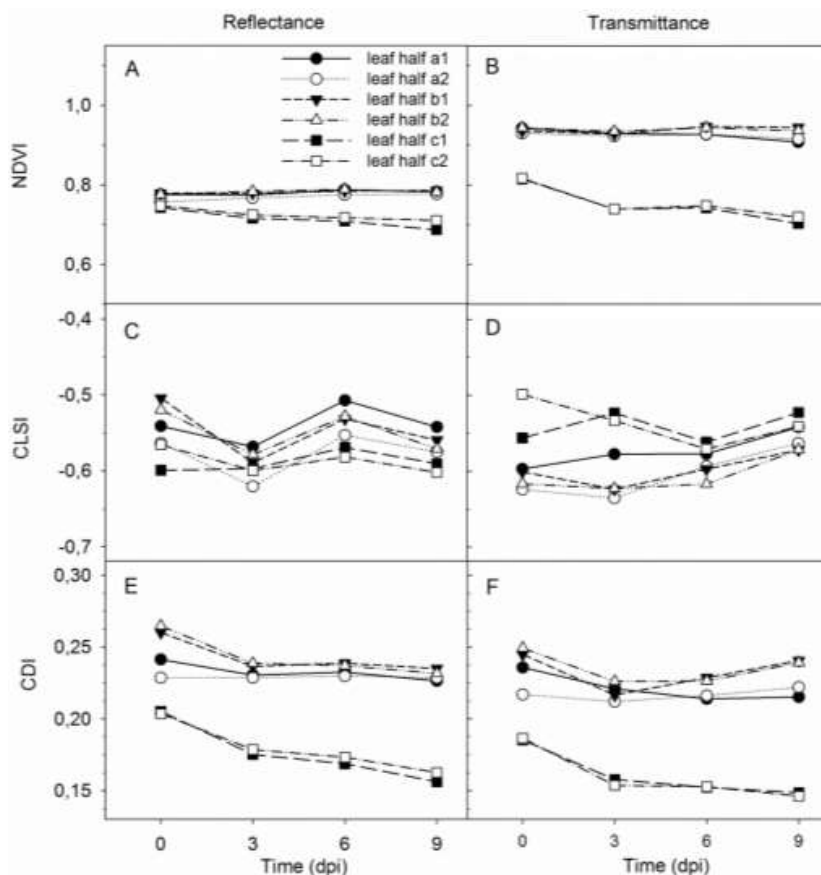 Reflectance Transmittance
A B
leaf half a1
leaf half a2
leaf half b1
leaf half b2
leaf half c1
leaf half c2
NDVI
1,0
0,8
0,6
C D
CLSI
-0,4
-0,5
-0,6
-0,7
E F
CDI
0,30
0,25
0,20
0,15
0 3 6 9 0 3 6 9
Time (dpi) Time (dpi)